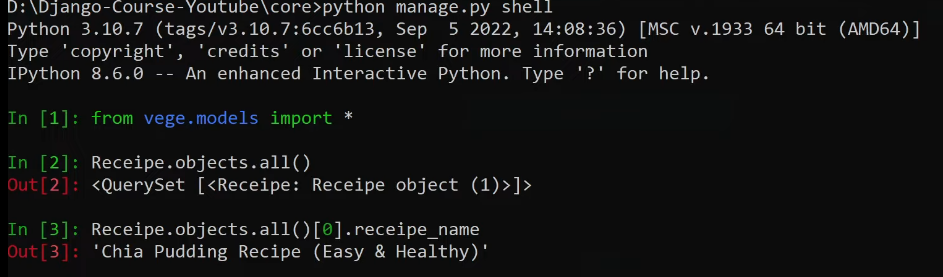 D:\Django-Course-Youtube\core>python manage.py shell
Python 3.10.7 (tags/v3.10.7:6cc6b13, Sep  5 2022, 14:08:36) [MSC v.1933 64 bit (AMD64)]
Type 'copyright', 'credits' or 'license' for more information
IPython 8.6.0 -- An enhanced Interactive Python. Type '?' for help.
In [1]: from vege.models import *
In [2]: Receipe.objects.all()
Out[2]: <QuerySet [<Receipe: Receipe object (1)>]>
In [3]: Receipe.objects.all()[0].receipe_name
Out[3]: 'Chia Pudding Recipe (Easy & Healthy)'